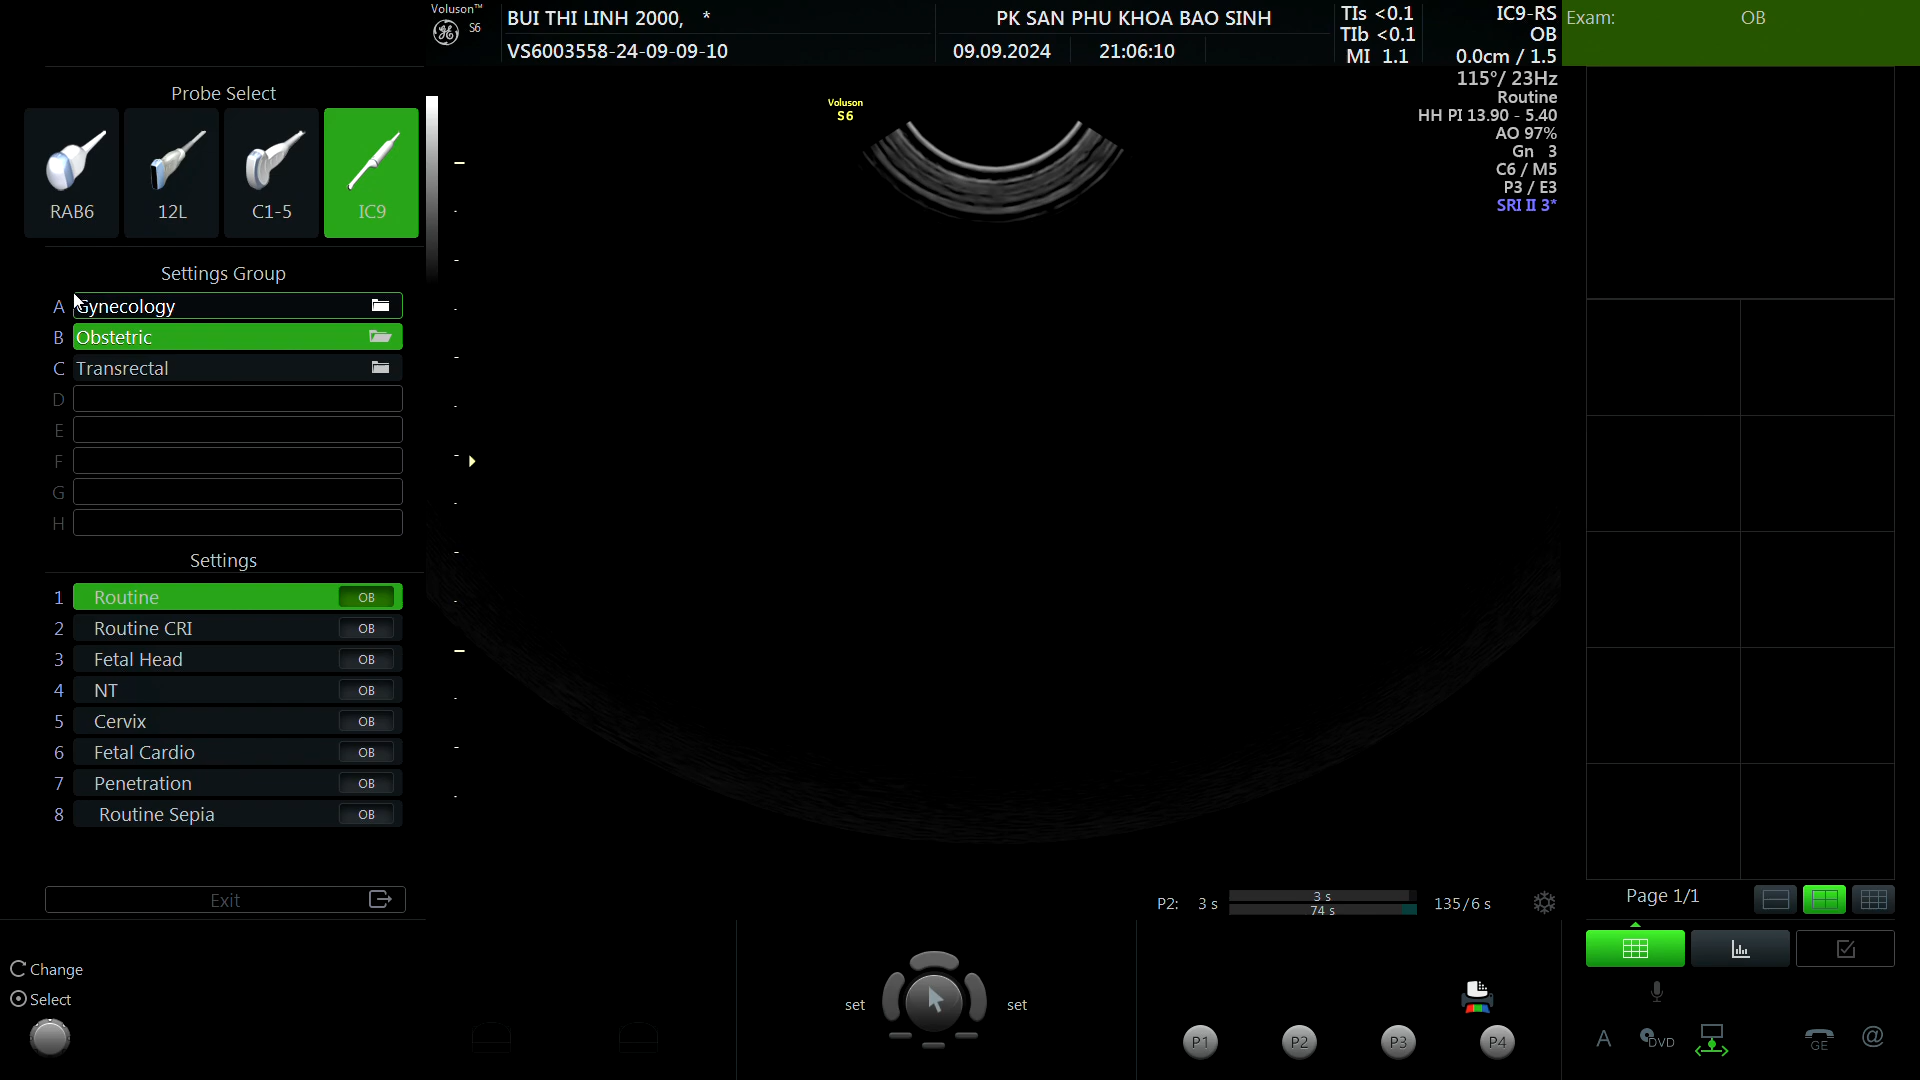 Voluson™
S6
BUI THI LINH 2000,   *
VS6003558-24-09-09-10
PK SAN PHU KHOA BAO SINH
09.09.2024
21:06:10
TIs <0.1
TIb <0.1
MI 1.1
IC9-RS
OB
0.0cm / 1.5
115°/ 23Hz
Routine
HH PI 13.90 - 5.40
AO 97%
Gn 3
C6 / M5
P3 / E3
SRI II 3*
Exam: OB
Voluson
S6
Probe Select
RAB6
12L
C1-5
IC9
Settings Group
A Gynecology
B Obstetric
C Transrectal
D
E
F
G
H
Settings
1 Routine OB
2 Routine CRI OB
3 Fetal Head OB
4 NT OB
5 Cervix OB
6 Fetal Cardio OB
7 Penetration OB
8 Routine Sepia OB
Exit
Change
Select
set
set
P2: 3 s
3 s
74 s
135/6 s
P1
P2
P3
P4
Page 1/1
A
DVD
GE
@